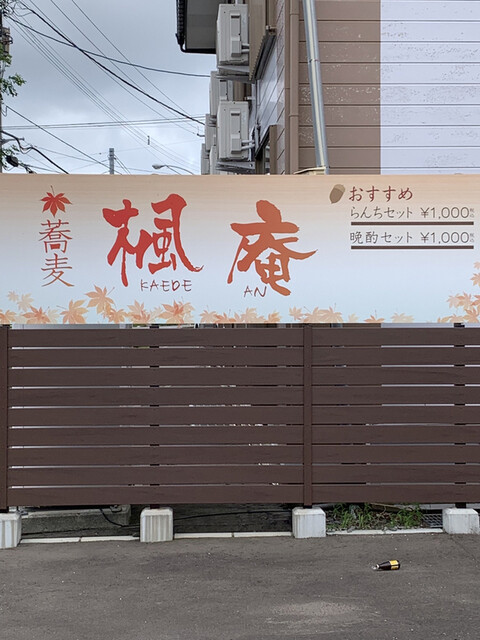 蕎麦
楓庵
KAEDE AN
おすすめ
らんちセット ¥1,000
晩酌セット ¥1,000